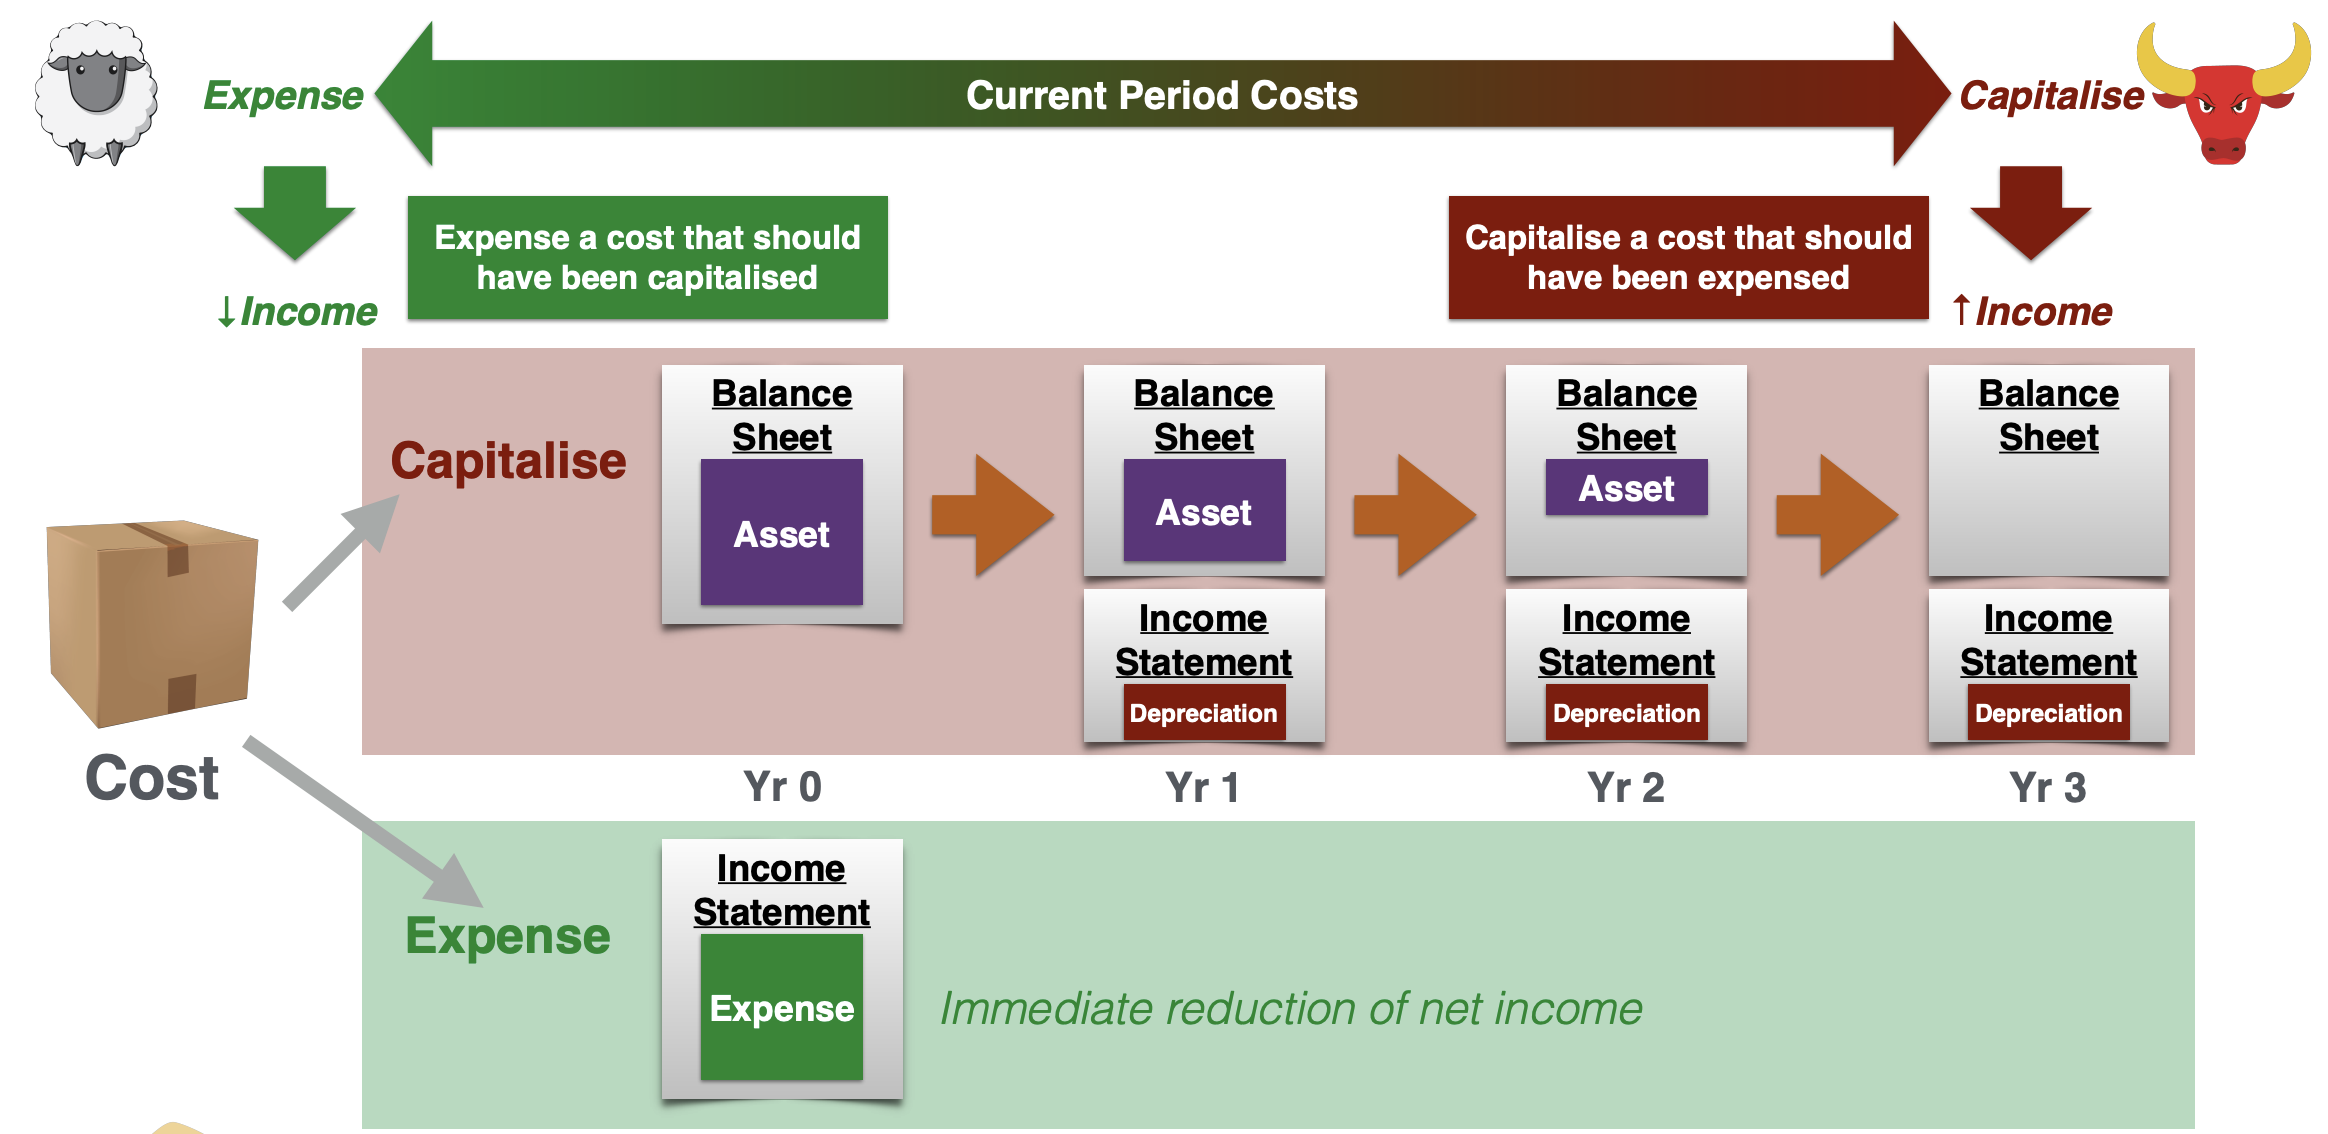 Expense
Current Period Costs
Capitalise
Expense a cost that should
have been capitalised
Capitalise a cost that should
have been expensed
↓Income
↑Income
Capitalise
Balance
Sheet
Asset
Balance
Sheet
Asset
Balance
Sheet
Asset
Balance
Sheet
Income
Statement
Depreciation
Income
Statement
Depreciation
Income
Statement
Depreciation
Cost
Yr 0
Yr 1
Yr 2
Yr 3
Expense
Income
Statement
Expense
Immediate reduction of net income